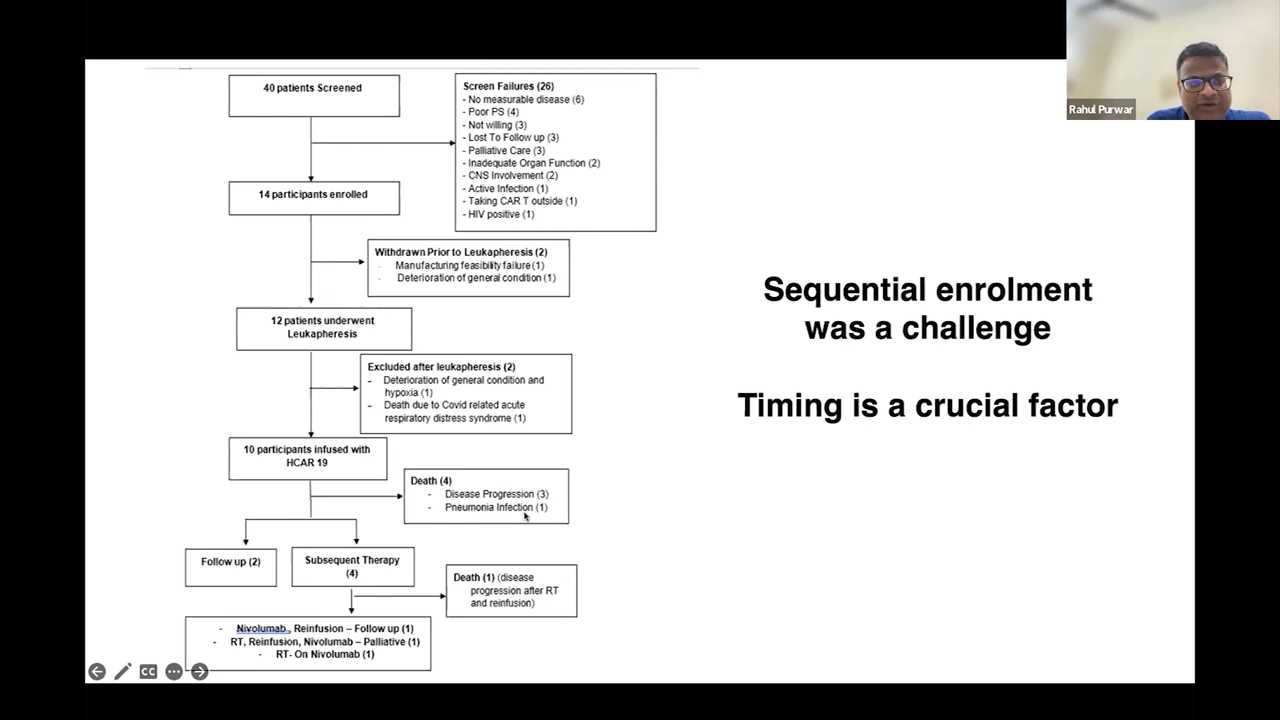 Rahul Purwar
40 patients Screened
Screen Failures (26)
- No measurable disease (6)
- Poor PS (4)
- Not willing (3)
- Lost To Follow up (3)
- Palliative Care (3)
- Inadequate Organ Function (2)
- CNS Involvement (2)
- Active Infection (1)
- Taking CAR T outside (1)
- HIV positive (1)
14 participants enrolled
Withdrawn Prior to Leukapheresis (2)
- Manufacturing feasibility failure (1)
- Deterioration of general condition (1)
12 patients underwent
Leukapheresis
Excluded after leukapheresis (2)
- Deterioration of general condition and
hypoxia (1)
- Death due to Covid related acute
respiratory distress syndrome (1)
10 participants infused with
HCAR 19
Death (4)
- Disease Progression (3)
- Pneumonia Infection (1)
Follow up (2)
Subsequent Therapy
(4)
Death (1) (disease
progression after RT
and reinfusion)
- Nivolumab , Reinfusion – Follow up (1)
- RT, Reinfusion, Nivolumab – Palliative (1)
- RT- On Nivolumab (1)
Sequential enrolment
was a challenge
Timing is a crucial factor
CC